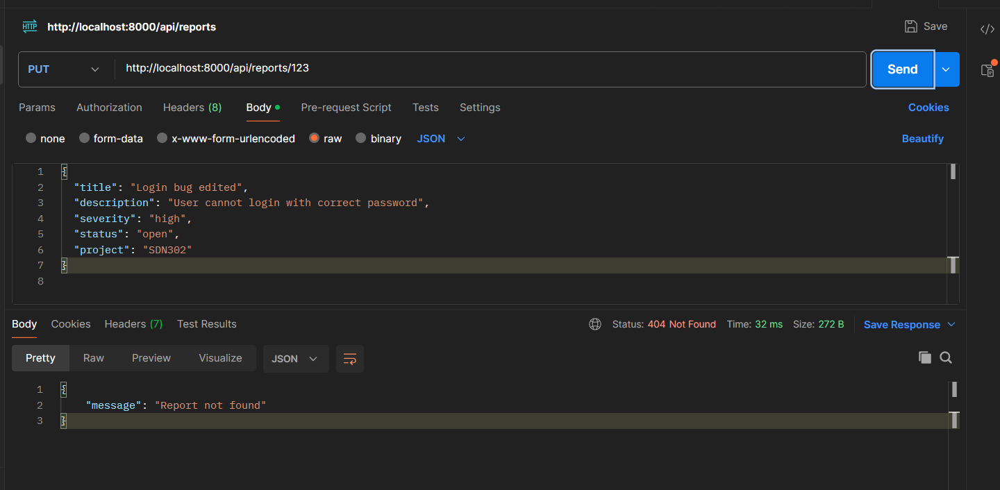 HTTP http://localhost:8000/api/reports Save
PUT http://localhost:8000/api/reports/123 Send
Params Authorization Headers (8) Body Pre-request Script Tests Settings Cookies
none form-data x-www-form-urlencoded raw binary JSON Beautify
1 {
2 "title": "Login bug edited",
3 "description": "User cannot login with correct password",
4 "severity": "high",
5 "status": "open",
6 "project": "SDN302"
7 }
8
Body Cookies Headers (7) Test Results Status: 404 Not Found Time: 32 ms Size: 272 B Save Response
Pretty Raw Preview Visualize JSON
1 {
2 "message": "Report not found"
3 }